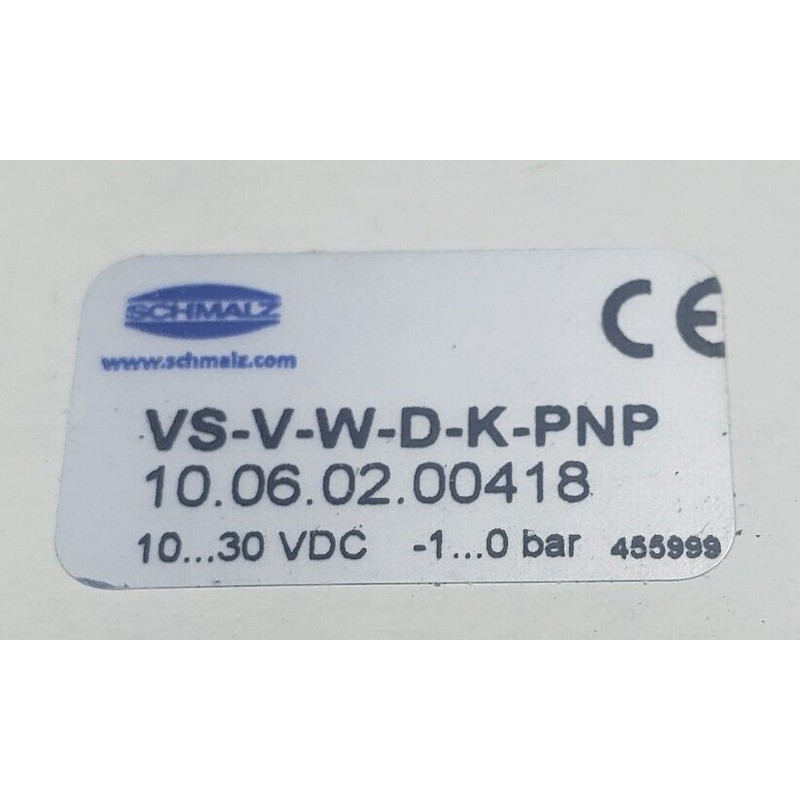 SCHMALZ
CE
www.schmalz.com
VS-V-W-D-K-PNP
10.06.02.00418
10...30 VDC -1...0 bar 455999